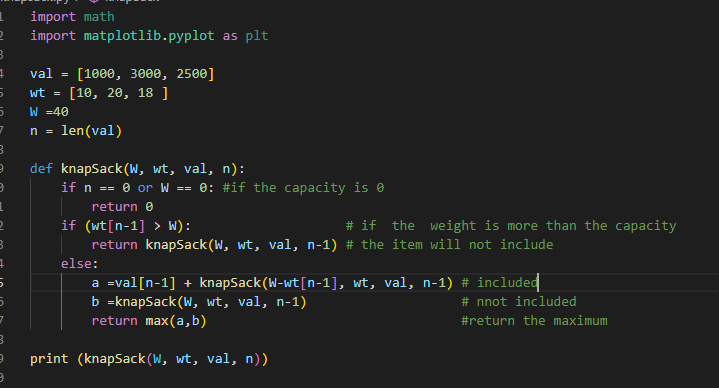 import math
import matplotlib.pyplot as plt
val = [1000, 3000, 2500]
wt = [10, 20, 18 ]
W =40
n = len(val)
def knapSack(W, wt, val, n):
if n == 0 or W == 0: #if the capacity is 0
return 0
if (wt[n-1] > W): # if the weight is more than the capacity
return knapSack(W, wt, val, n-1) # the item will not include
else:
a =val[n-1] + knapSack(W-wt[n-1], wt, val, n-1) # included
b =knapSack(W, wt, val, n-1) # nnot included
return max(a,b) #return the maximum
print (knapSack(W, wt, val, n))